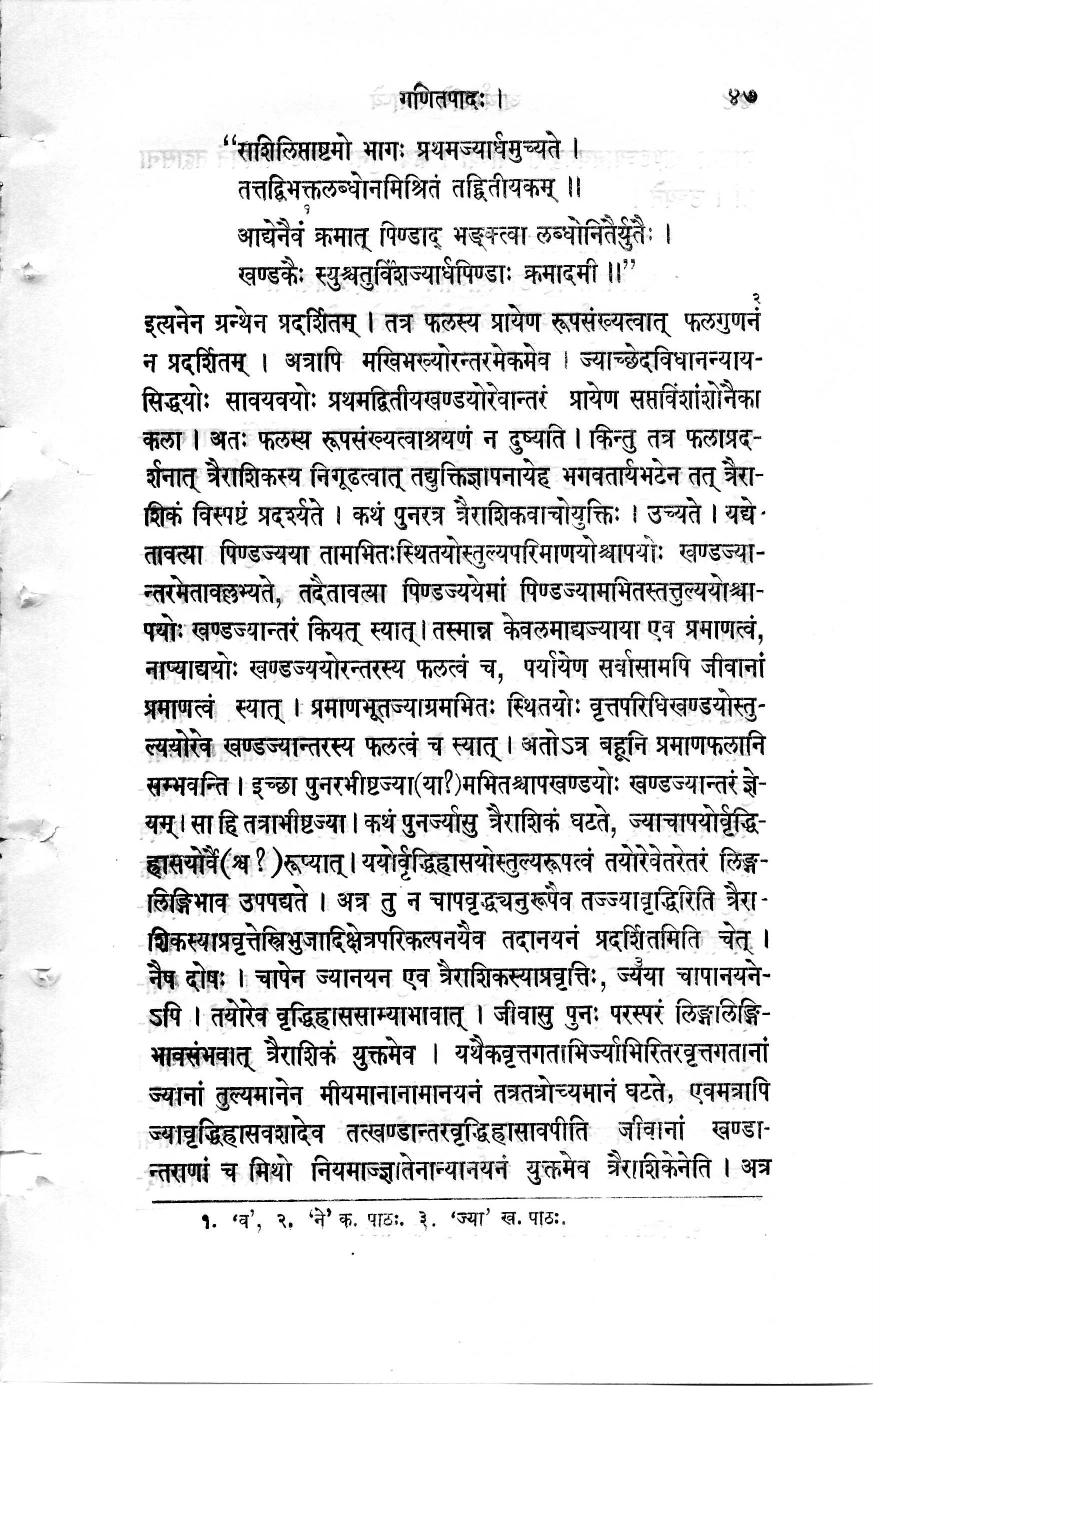 गणितपादः । ४७
“राशिलिप्ताष्टमो भागः प्रथमज्यार्धमुच्यते ।
तत्तद्विभक्तलब्धोनमिश्रितं तद्द्वितीयकम् ॥
१
आद्येनैवं क्रमात् पिण्डाद् भङ्क्त्वा लब्धोनितैर्युतैः ।
खण्डकैः स्युश्चतुर्विंशज्यार्धपिण्डाः क्रमादमी ॥”
२
इत्यनेन ग्रन्थेन प्रदर्शितम् । तत्र फलस्य प्रायेण रूपसंख्यत्वात् फलगुणनं
न प्रदर्शितम् । अत्रापि मखिभख्योरन्तरमेकमेव । ज्याच्छेदविधानन्याय-
सिद्धयोः सावयवयोः प्रथमद्वितीयखण्डयोरेवान्तरं प्रायेण सप्तविंशांशोनैका
कला । अतः फलस्य रूपसंख्यत्वाश्रयणं न दुष्यति । किन्तु तत्र फलाप्रद-
र्शनात् त्रैराशिकस्य निगूढत्वात् तद्युक्तिज्ञापनायेह भगवतार्यभटेन तत् त्रैरा-
शिकं विस्पष्टं प्रदर्श्यते । कथं पुनरत्र त्रैराशिकवाचोयुक्तिः । उच्यते । यद्ये-
तावत्या पिण्डज्यया तामभितःस्थितयोस्तुल्यपरिमाणयोश्चापयोः खण्डज्या-
न्तरमेतावल्लभ्यते, तदैतावत्या पिण्डज्ययेमां पिण्डज्यामभितस्तत्तुल्ययोश्चा-
पयोः खण्डज्यान्तरं कियत् स्यात् । तस्मान्न केवलमाद्यज्याया एव प्रमाणत्वं,
नाप्याद्ययोः खण्डज्ययोरन्तरस्य फलत्वं च, पर्यायेण सर्वासामपि जीवानां
प्रमाणत्वं स्यात् । प्रमाणभूतज्याग्रमभितः स्थितयोः वृत्तपरिधिखण्डयोस्तु-
ल्ययोरेव खण्डज्यान्तरस्य फलत्वं च स्यात् । अतोऽत्र बहूनि प्रमाणफलानि
सम्भवन्ति । इच्छा पुनरभीष्टज्या(या?)मभितश्चापखण्डयोः खण्डज्यान्तरं ज्ञे-
यम् । सा हि तत्राभीष्टज्या । कथं पुनर्ज्यासु त्रैराशिकं घटते, ज्याचापयोर्वृद्धि-
ह्रासयोर्वै(श्व?)रूप्यात् । ययोर्वृद्धिह्रासयोस्तुल्यरूपत्वं तयोरेवेतरेतरं लिङ्ग-
लिङ्गिभाव उपपद्यते । अत्र तु न चापवृद्ध्यनुरूपैव तज्ज्यावृद्धिरिति त्रैरा-
शिकस्याप्रवृत्तेस्त्रिभुजादिक्षेत्रपरिकल्पनयैव तदानयनं प्रदर्शितमिति चेत् ।
३
नैष दोषः । चापेन ज्यानयन एव त्रैराशिकस्याप्रवृत्तिः, ज्यया चापानयने-
ऽपि । तयोरेव वृद्धिह्राससाम्याभावात् । जीवासु पुनः परस्परं लिङ्गलिङ्गि-
भावसंभवात् त्रैराशिकं युक्तमेव । यथैकवृत्तगताभिर्ज्याभिरितरवृत्तगतानां
ज्यानां तुल्यमानेन मीयमानानामानयनं तत्रतत्रोच्यमानं घटते, एवमत्रापि
ज्यावृद्धिह्रासवशादेव तत्खण्डान्तरवृद्धिह्रासावपीति जीवानां खण्डा-
न्तराणां च मिथो नियमाज्ज्ञातेनान्यानयनं युक्तमेव त्रैराशिकेनेति । अत्र
१. ‘व’, २. ‘ने’ क. पाठः. ३. ‘ज्या’ ख. पाठः.